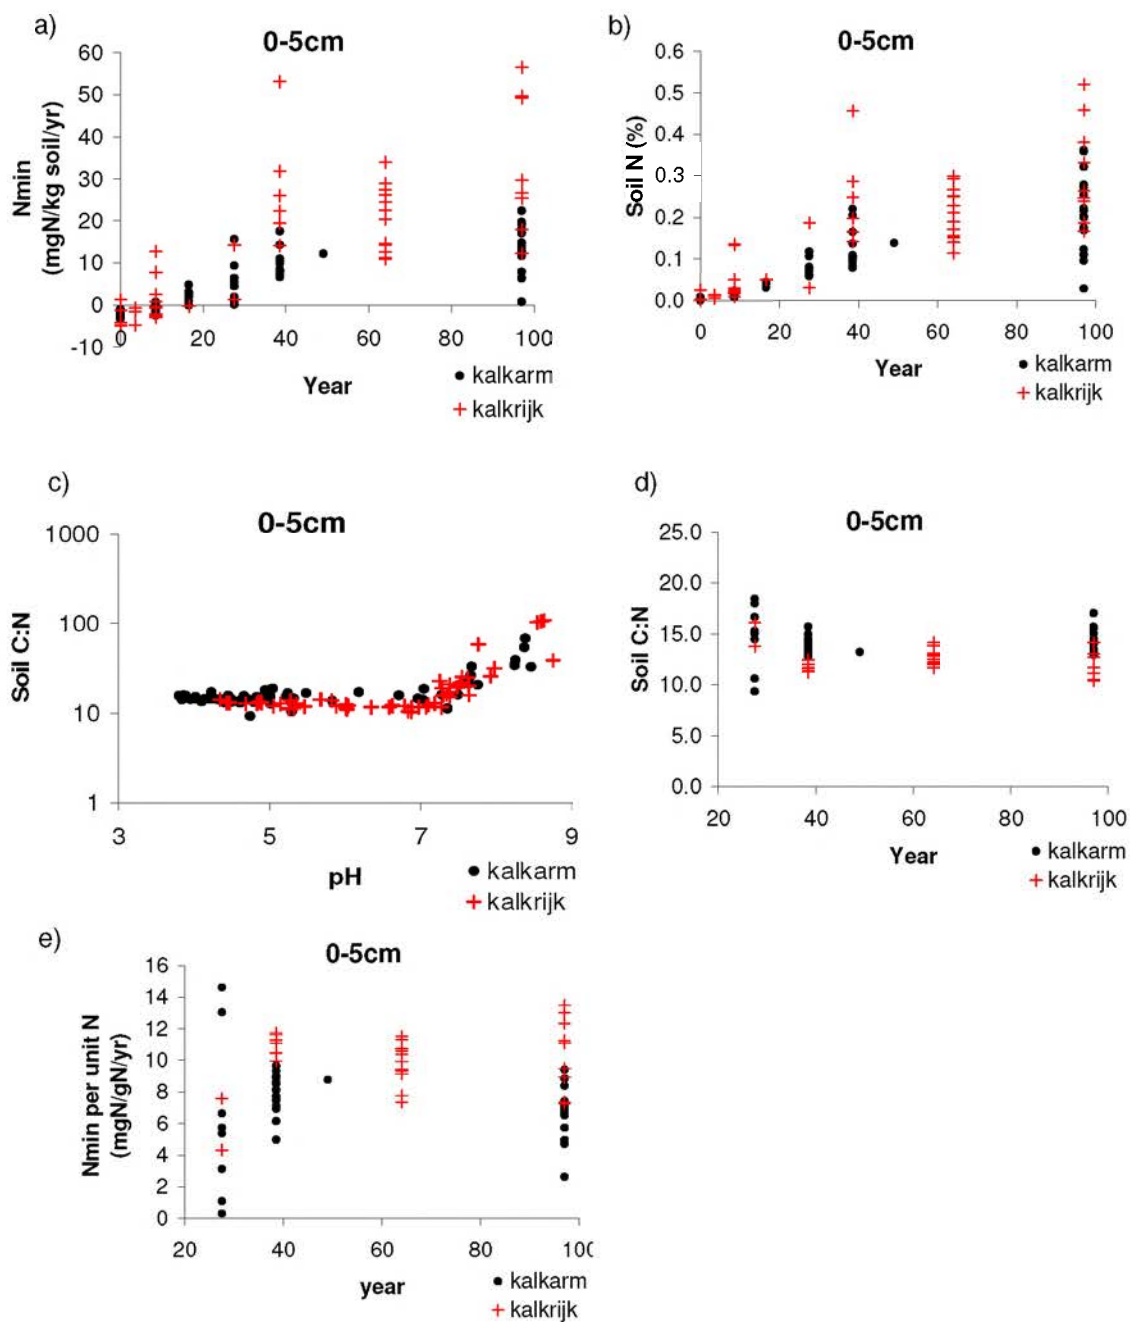 a)
0-5cm
Nmin
(mgN/kg soil/yr)
60
50
40
30
20
10
0
-10
0
20
40
60
80
100
Year
kalkarm
kalkrijk
b)
0-5cm
Soil N (%)
0.6
0.5
0.4
0.3
0.2
0.1
0.0
0
20
40
60
80
100
Year
kalkarm
kalkrijk
c)
0-5cm
Soil C:N
1000
100
10
1
3
5
7
9
pH
kalkarm
kalkrijk
d)
0-5cm
Soil C:N
25.0
20.0
15.0
10.0
5.0
0.0
20
40
60
80
100
Year
kalkarm
kalkrijk
e)
0-5cm
Nmin per unit N
(mgN/gN/yr)
16
14
12
10
8
6
4
2
0
20
40
60
80
100
year
kalkarm
kalkrijk